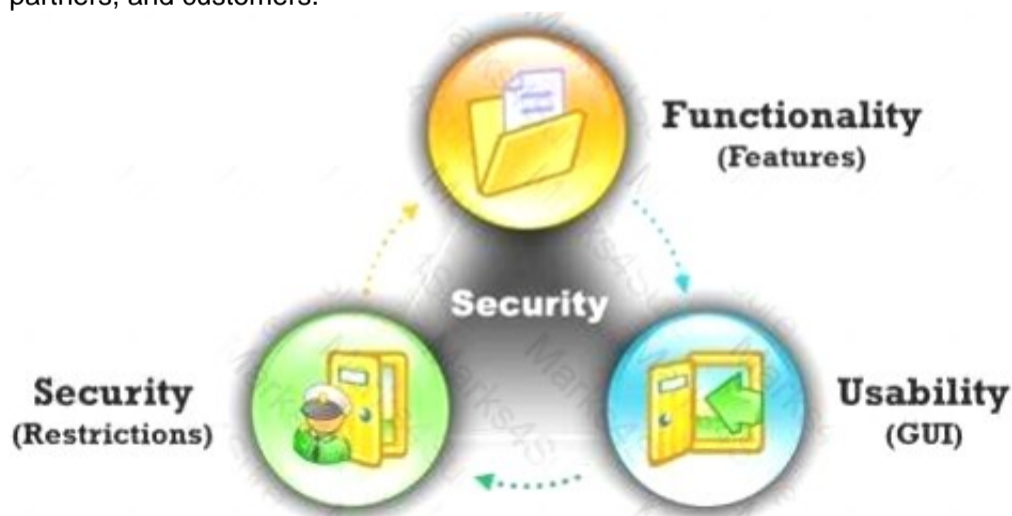 partners, and customers.
Functionality
(Features)
Security
Security
(Restrictions)
Usability
(GUI)